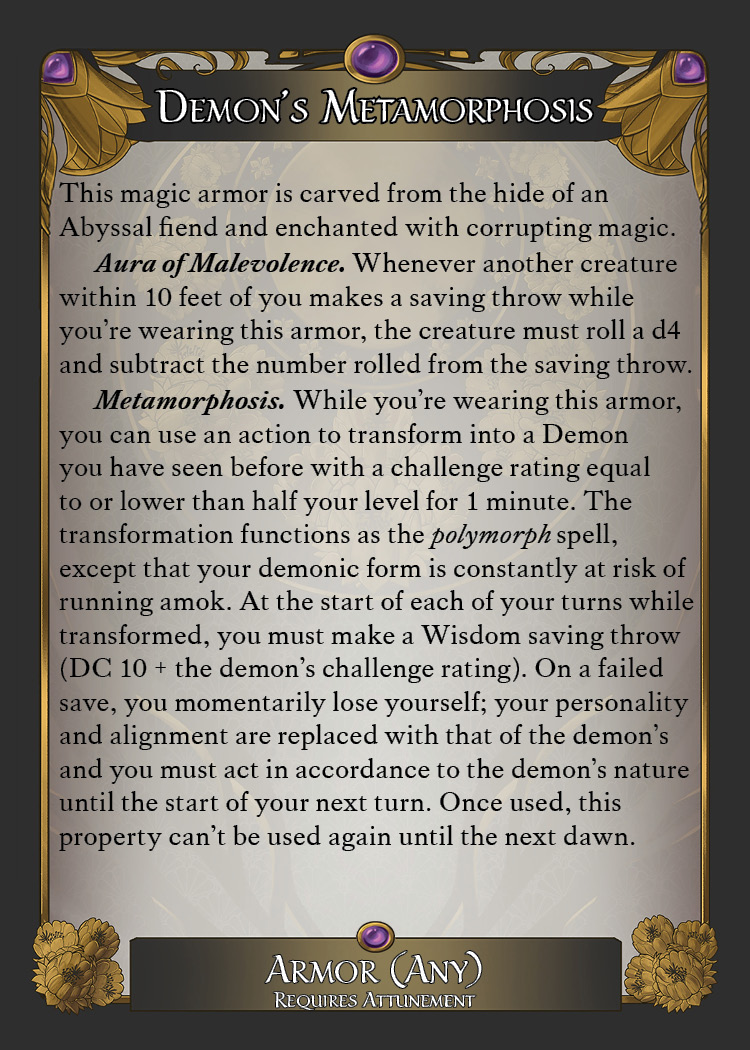 Demon's Metamorphosis
This magic armor is carved from the hide of an
Abyssal fiend and enchanted with corrupting magic.
Aura of Malevolence. Whenever another creature
within 10 feet of you makes a saving throw while
you're wearing this armor, the creature must roll a d4
and subtract the number rolled from the saving throw.
Metamorphosis. While you're wearing this armor,
you can use an action to transform into a Demon
you have seen before with a challenge rating equal
to or lower than half your level for 1 minute. The
transformation functions as the polymorph spell,
except that your demonic form is constantly at risk of
running amok. At the start of each of your turns while
transformed, you must make a Wisdom saving throw
(DC 10 + the demon's challenge rating). On a failed
save, you momentarily lose yourself; your personality
and alignment are replaced with that of the demon's
and you must act in accordance to the demon's nature
until the start of your next turn. Once used, this
property can't be used again until the next dawn.
Armor (Any)
Requires Attunement